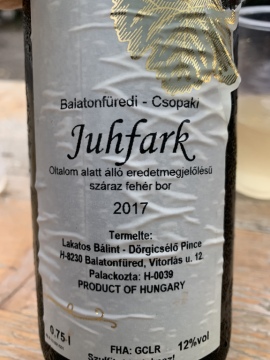 Balatonfüredi - Csopaki
Juhfark
Oltalom alatt álló eredetmegjelölésű
száraz fehér bor
2017
Termelte:
Lakatos Bálint - Dörgicsélő Pince
H-8230 Balatonfüred, Vitorlás u. 12.
Palackozta: H-0039
PRODUCT OF HUNGARY
0,75 l
12%vol
FHA: GCLR